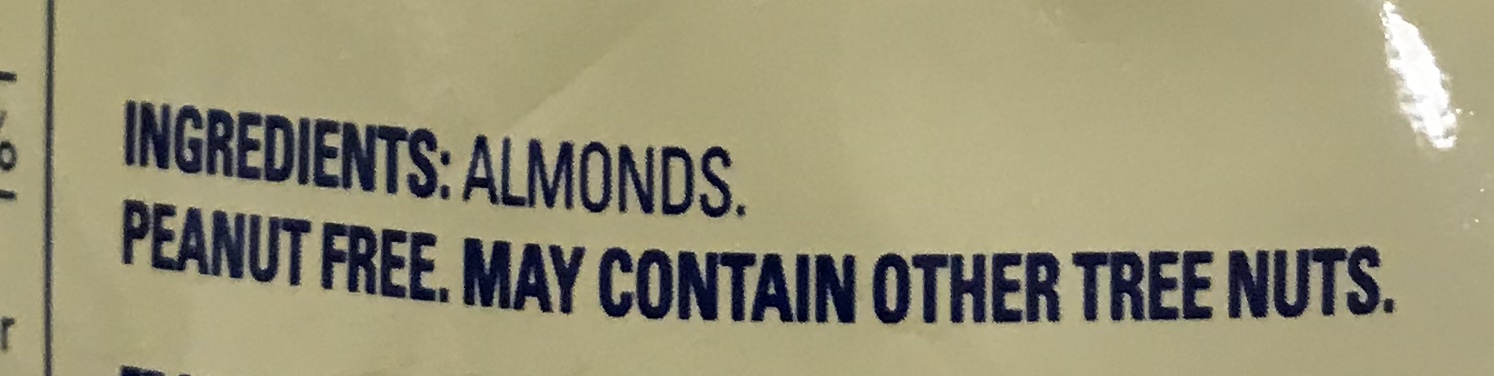 INGREDIENTS: ALMONDS.
PEANUT FREE. MAY CONTAIN OTHER TREE NUTS.
%
r